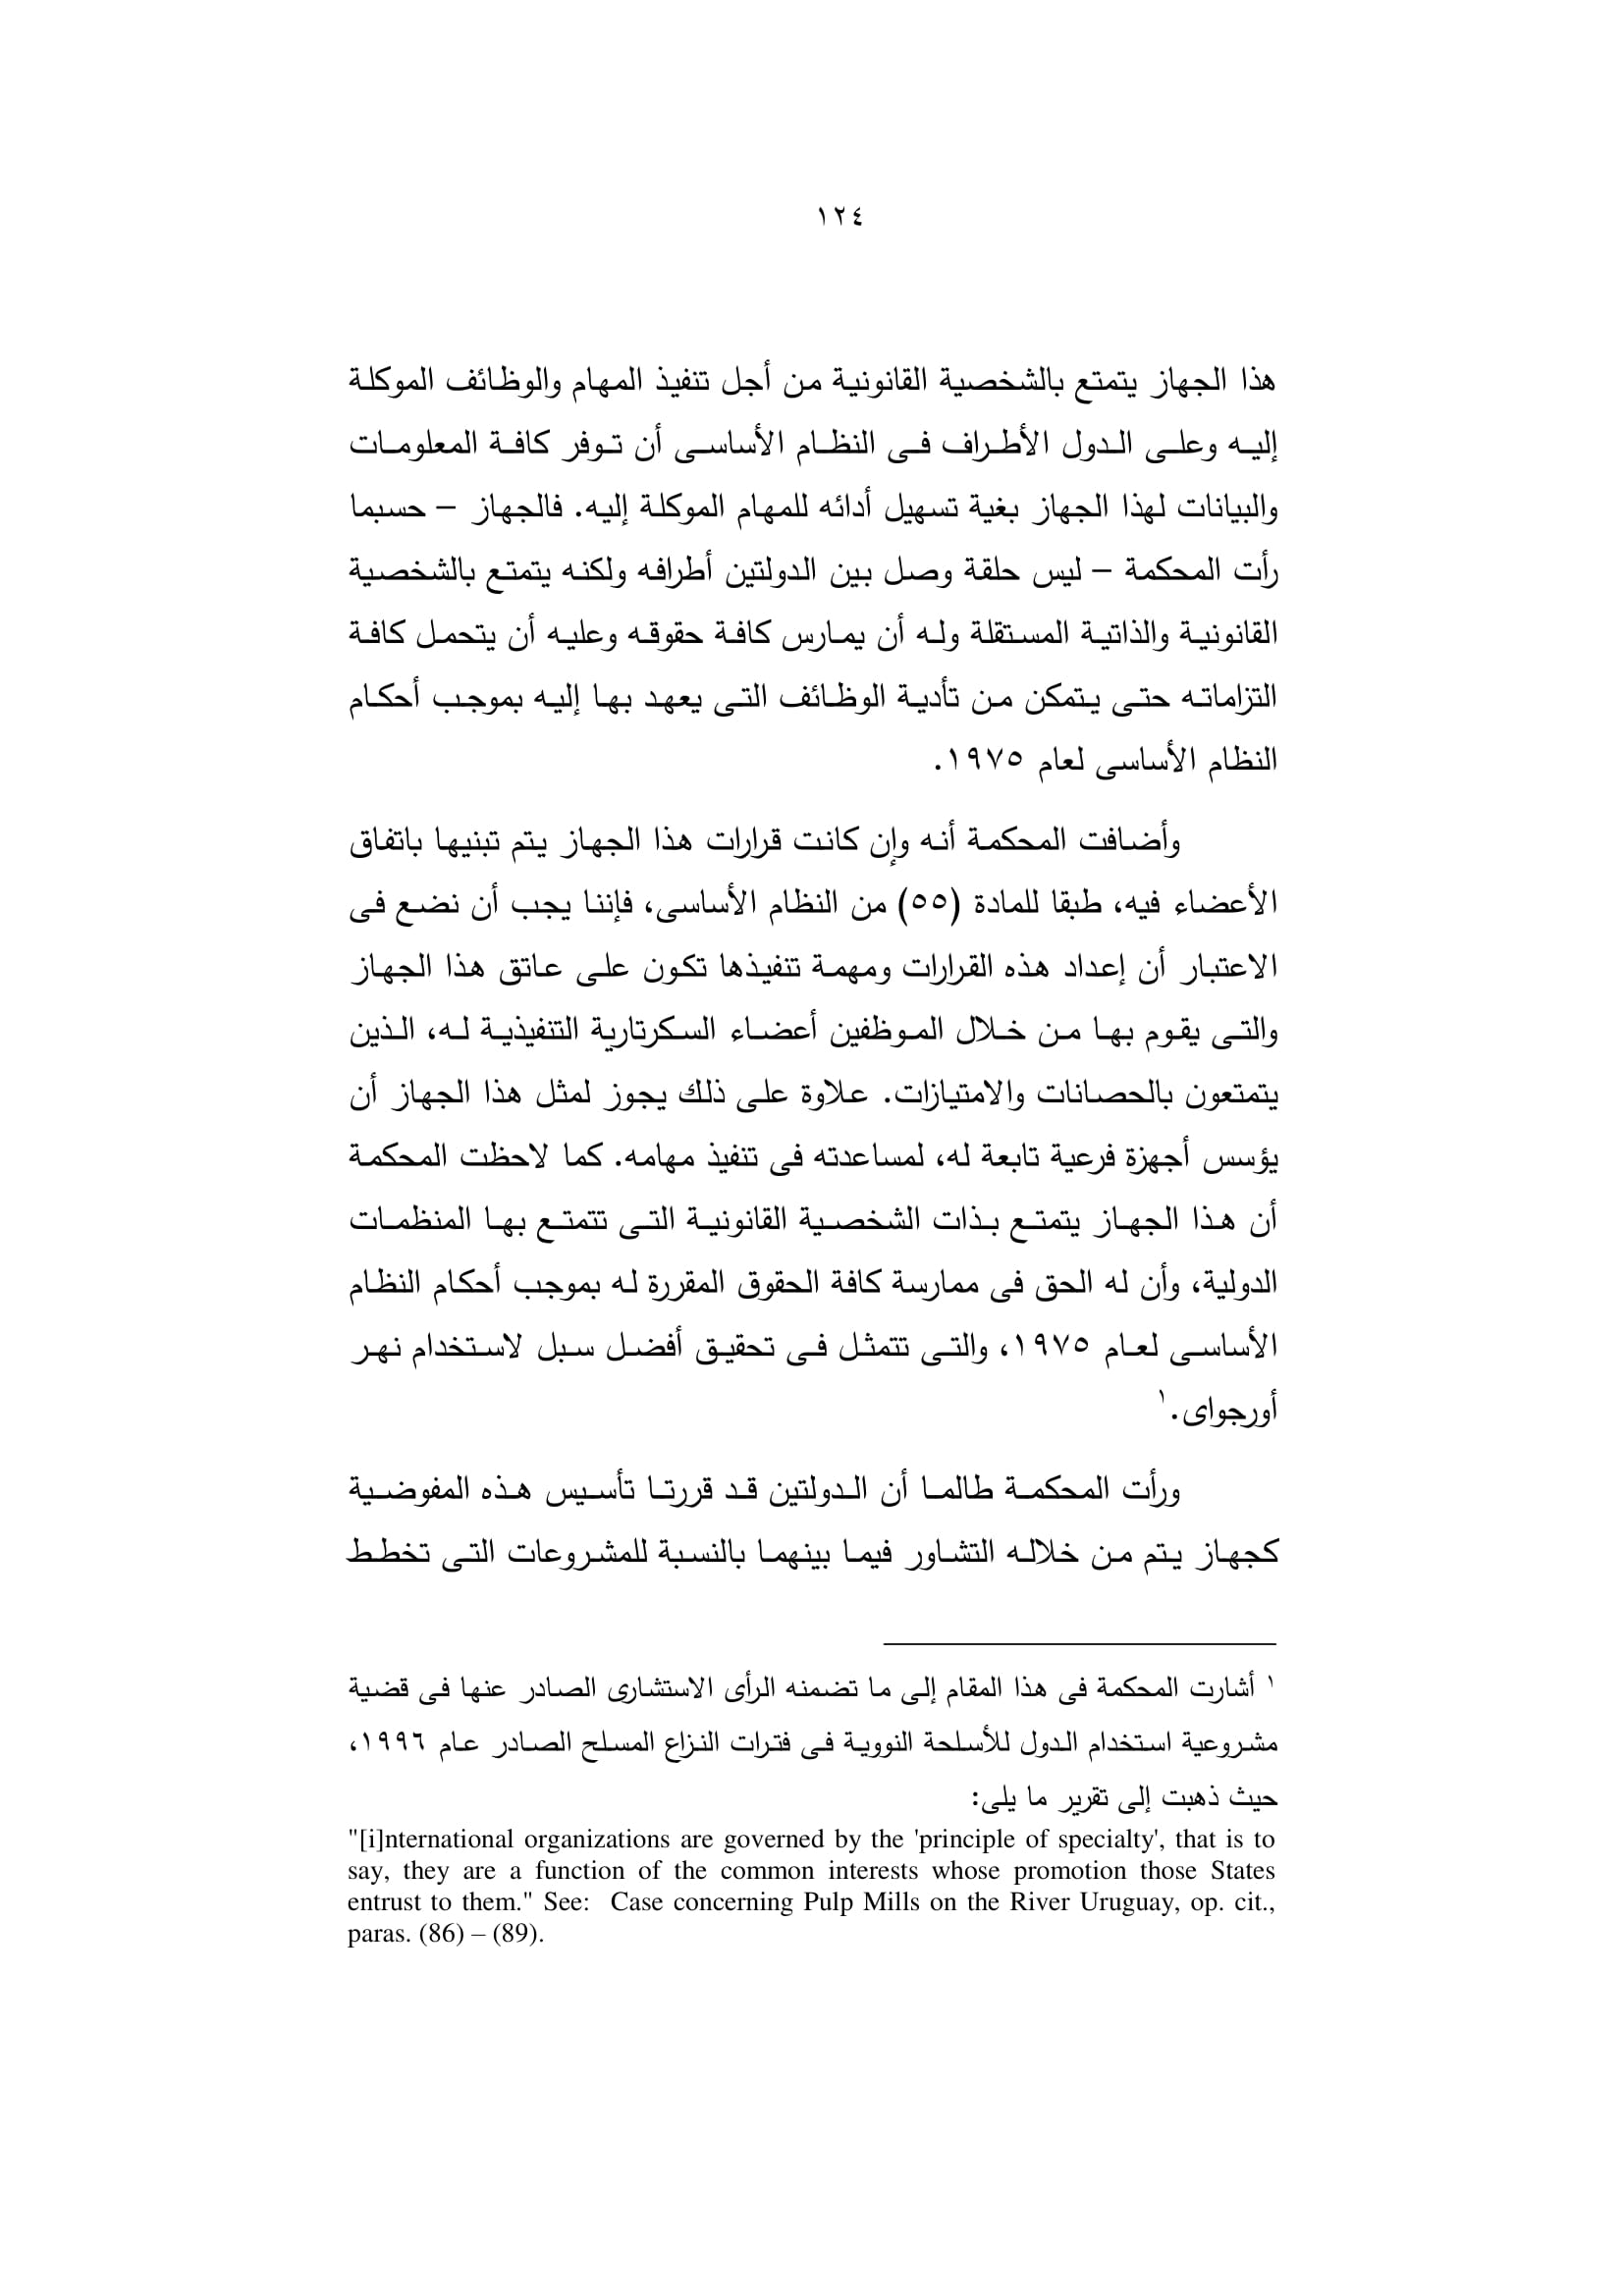 ١٢٤
هذا الجهاز يتمتع بالشخصية القانونية من أجل تنفيذ المهام والوظائف الموكلة
إليه وعلى الدول الأطراف فى النظام الأساسى أن توفر كافة المعلومات
والبيانات لهذا الجهاز بغية تسهيل أدائه للمهام الموكلة إليه. فالجهاز – حسبما
رأت المحكمة – ليس حلقة وصل بين الدولتين أطرافه ولكنه يتمتع بالشخصية
القانونية والذاتية المستقلة وله أن يمارس كافة حقوقه وعليه أن يتحمل كافة
التزاماته حتى يتمكن من تأدية الوظائف التى يعهد بها إليه بموجب أحكام
النظام الأساسى لعام ١٩٧٥.
وأضافت المحكمة أنه وإن كانت قرارات هذا الجهاز يتم تبنيها باتفاق
الأعضاء فيه، طبقا للمادة (٥٥) من النظام الأساسى، فإننا يجب أن نضع فى
الاعتبار أن إعداد هذه القرارات ومهمة تنفيذها تكون على عاتق هذا الجهاز
والتى يقوم بها من خلال الموظفين أعضاء السكرتارية التنفيذية له، الذين
يتمتعون بالحصانات والامتيازات. علاوة على ذلك يجوز لمثل هذا الجهاز أن
يؤسس أجهزة فرعية تابعة له، لمساعدته فى تنفيذ مهامه. كما لاحظت المحكمة
أن هذا الجهاز يتمتع بذات الشخصية القانونية التى تتمتع بها المنظمات
الدولية، وأن له الحق فى ممارسة كافة الحقوق المقررة له بموجب أحكام النظام
الأساسى لعام ١٩٧٥، والتى تتمثل فى تحقيق أفضل سبل لاستخدام نهر
أورجواى.١
ورأت المحكمة طالما أن الدولتين قد قررتا تأسيس هذه المفوضية
كجهاز يتم من خلاله التشاور فيما بينهما بالنسبة للمشروعات التى تخطط
١ أشارت المحكمة فى هذا المقام إلى ما تضمنه الرأى الاستشارى الصادر عنها فى قضية
مشروعية استخدام الدول للأسلحة النووية فى فترات النزاع المسلح الصادر عام ١٩٩٦،
حيث ذهبت إلى تقرير ما يلى:
"[i]nternational organizations are governed by the 'principle of specialty', that is to
say, they are a function of the common interests whose promotion those States
entrust to them." See: Case concerning Pulp Mills on the River Uruguay, op. cit.,
paras. (86) – (89).